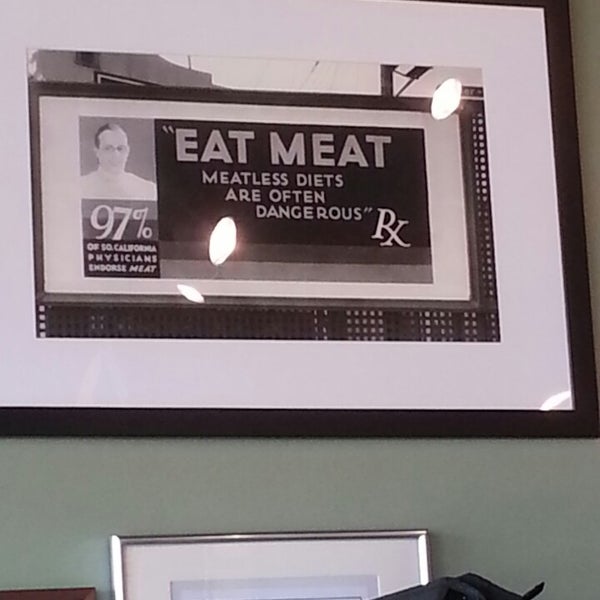 "EAT MEAT
MEATLESS DIETS
ARE OFTEN
DANGEROUS"
Rx
97%
OF SO. CALIFORNIA
PHYSICIANS
ENDORSE MEAT